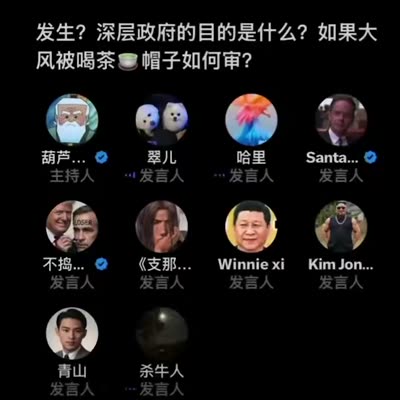 发生？深层政府的目的是什么？如果大
风被喝茶🍵帽子如何审？
葫芦... 翠儿 哈里 Santa...
主持人 发言人 发言人 发言人
不捣... 《支那... Winnie xi Kim Jon...
发言人 发言人 发言人 发言人
青山 杀牛人
发言人 发言人